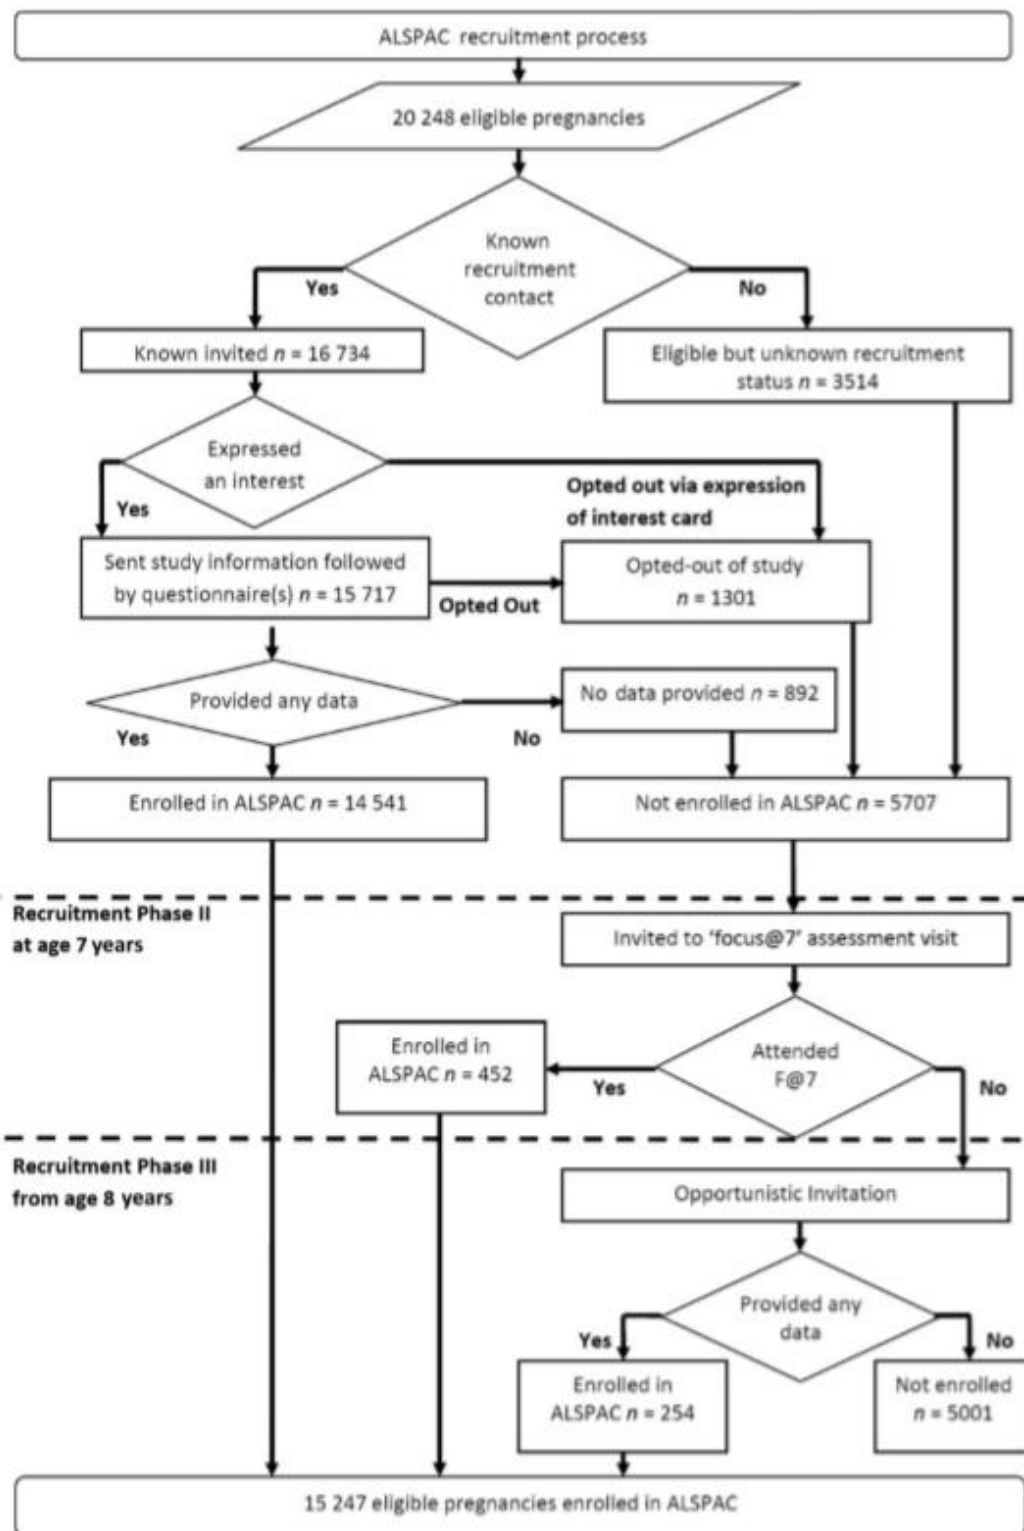 ALSPAC recruitment process
20 248 eligible pregnancies
Known
recruitment
contact
Yes
No
Known invited n = 16 734
Eligible but unknown recruitment
status n = 3514
Expressed
an interest
Yes
Opted out via expression
of interest card
Sent study information followed
by questionnaire(s) n = 15 717
Opted Out
Opted-out of study
n = 1301
Provided any data
Yes
No
No data provided n = 892
Enrolled in ALSPAC n = 14 541
Not enrolled in ALSPAC n = 5707
Recruitment Phase II
at age 7 years
Invited to 'focus@7' assessment visit
Attended
F@7
Yes
No
Enrolled in
ALSPAC n = 452
Recruitment Phase III
from age 8 years
Opportunistic Invitation
Provided any
data
Yes
No
Enrolled in
ALSPAC n = 254
Not enrolled
n = 5001
15 247 eligible pregnancies enrolled in ALSPAC